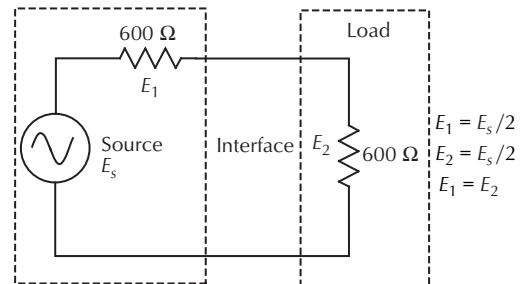 600 Ω
E₁
Source
Eₛ
Interface
Load
E₂
600 Ω
E₁ = Eₛ/2
E₂ = Eₛ/2
E₁ = E₂